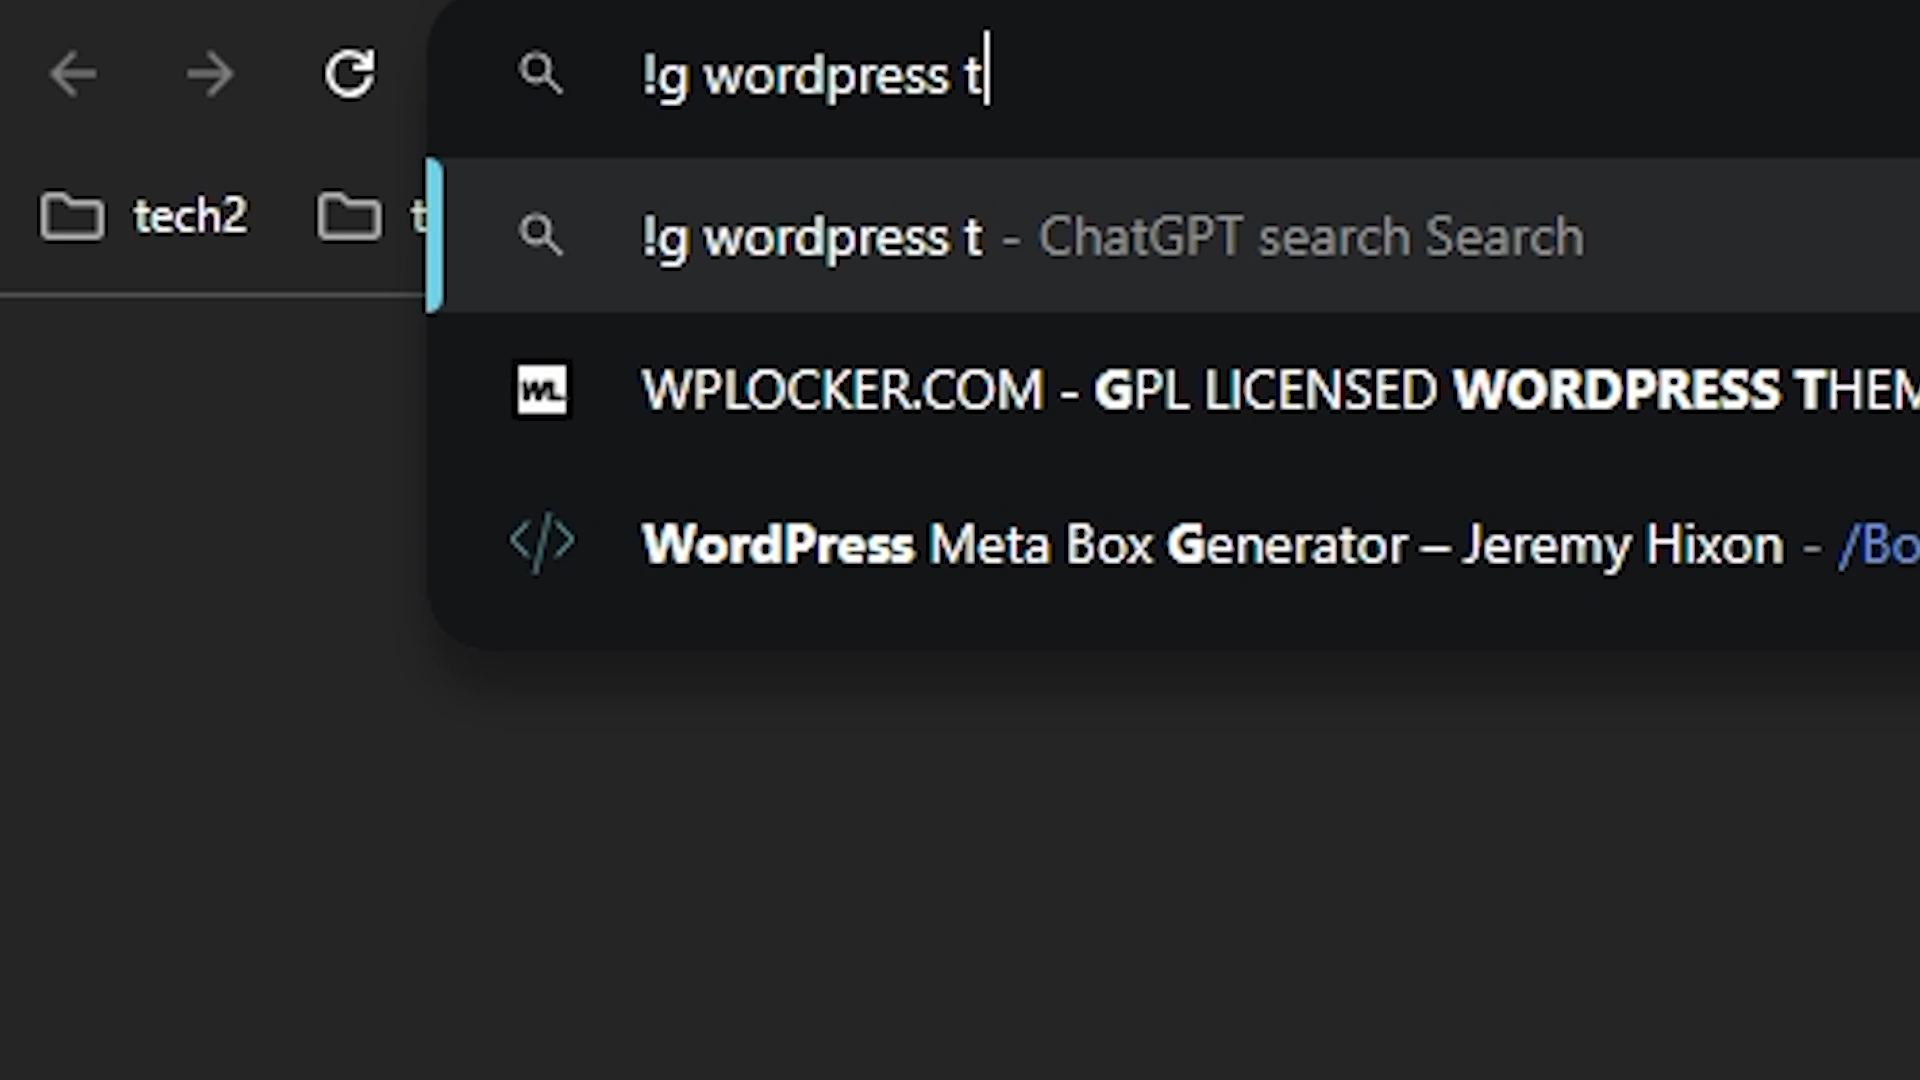 !g wordpress t
tech2
t
!g wordpress t - ChatGPT search Search
WL
WPLOCKER.COM - GPL LICENSED WORDPRESS THEM
</> WordPress Meta Box Generator – Jeremy Hixon - /Bo